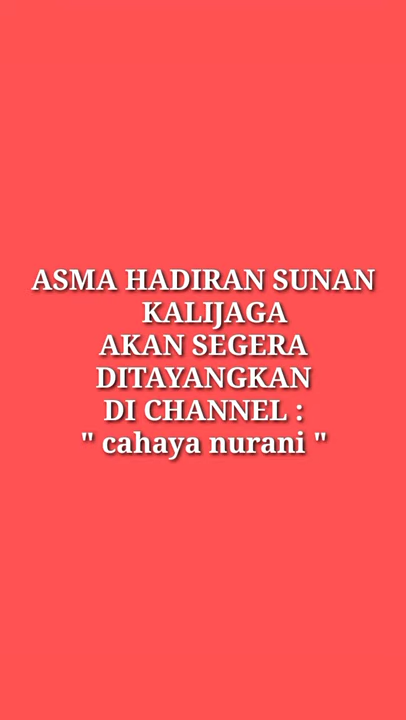 ASMA HADIRAN SUNAN
KALIJAGA
AKAN SEGERA
DITAYANGKAN
DI CHANNEL :
" cahaya nurani "